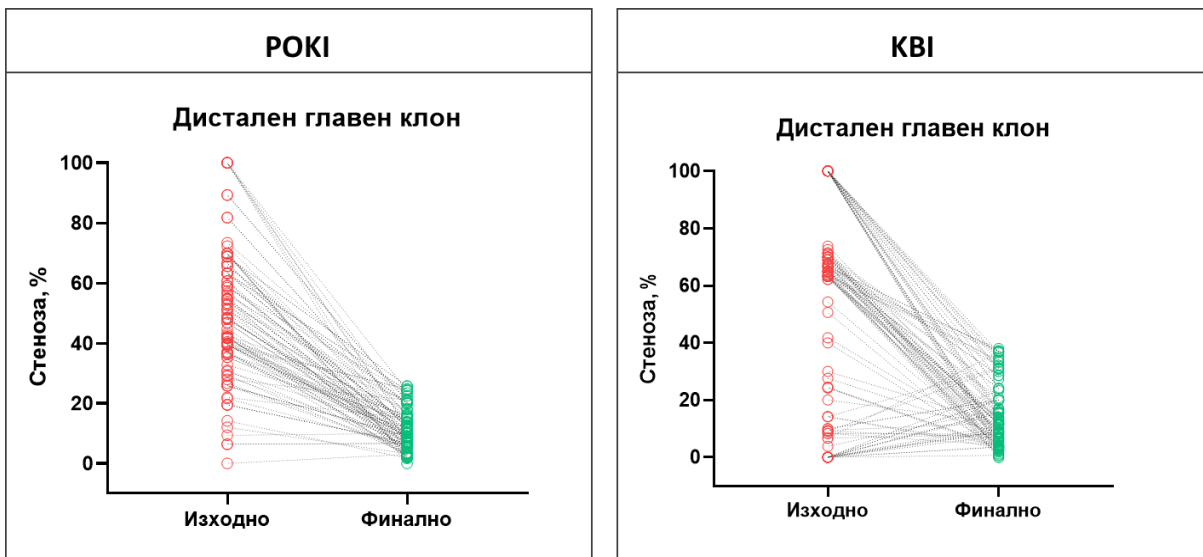 POKI
Дистален главен клон
Стеноза, %
100
80
60
40
20
0
Изходно
Финално
KBI
Дистален главен клон
Стеноза, %
100
80
60
40
20
0
Изходно
Финално